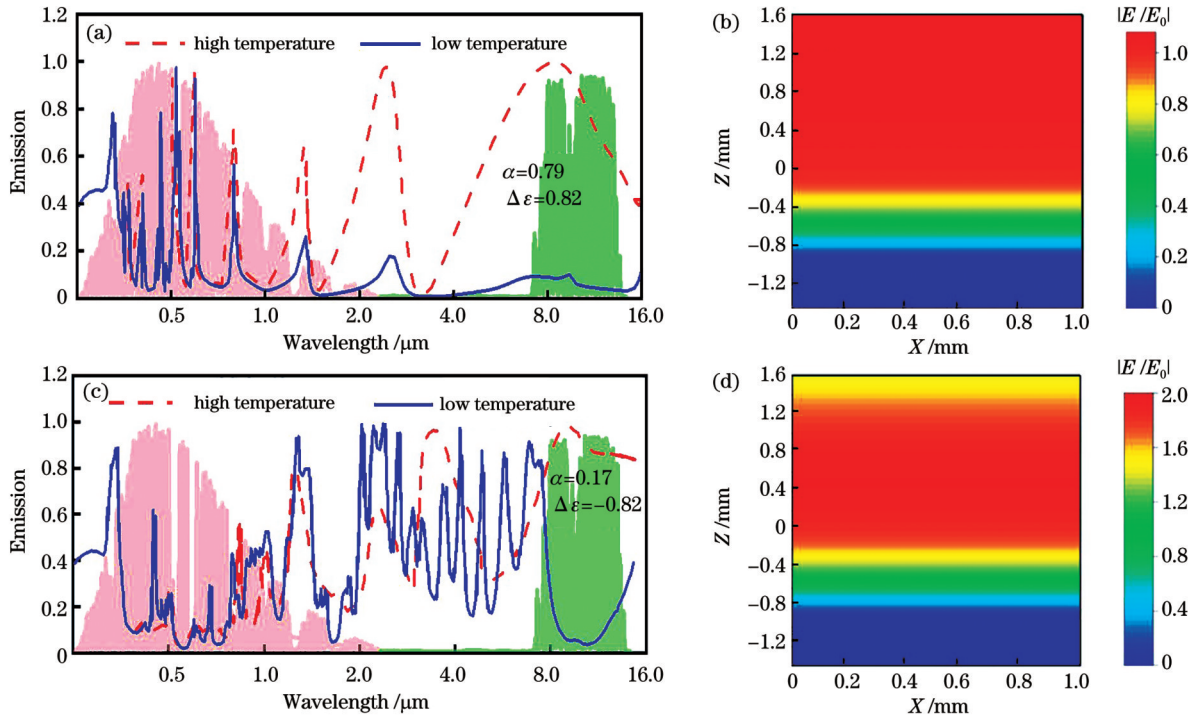 (a)
high temperature
low temperature
Emission
1.2
1.0
0.8
0.6
0.4
0.2
0
α=0.79
Δε=0.82
0.5
1.0
2.0
4.0
8.0
16.0
Wavelength /μm
(b)
|E/E₀|
Z /mm
1.6
1.2
0.4
0
−0.4
−0.8
−1.2
0
0.2
0.4
0.6
0.8
1.0
X /mm
1.0
0.8
0.6
0.4
0.2
0
(c)
high temperature
low temperature
Emission
1.2
1.0
0.8
0.6
0.4
0.2
0
α=0.17
Δε=−0.82
0.5
1.0
2.0
4.0
8.0
16.0
Wavelength /μm
(d)
|E/E₀|
Z /mm
1.6
1.2
0.8
0.4
0
−0.4
−0.8
−1.2
0
0.2
0.4
0.6
0.8
1.0
X /mm
2.0
1.6
1.2
0.8
0.4
0